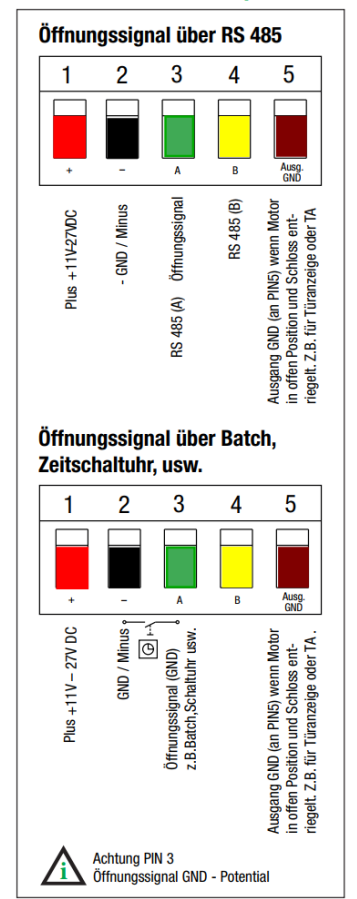 Öffnungssignal über RS 485
1 2 3 4 5
+ – A B Ausg.
GND
Plus +11V-27VDC
- GND / Minus
RS 485 (A) Öffnungssignal
RS 485 (B)
Ausgang GND (an PIN5) wenn Motor
in offen Position und Schloss ent-
riegelt. Z.B. für Türanzeige oder TA
Öffnungssignal über Batch,
Zeitschaltuhr, usw.
1 2 3 4 5
+ – A B Ausg.
GND
Plus +11V – 27V DC
GND / Minus
Öffnungssignal (GND)
z.B.Batch,Schaltuhr usw.
Ausgang GND (an PIN5) wenn Motor
in offen Position und Schloss ent-
riegelt. Z.B. für Türanzeige oder TA .
i
Achtung PIN 3
Öffnungssignal GND - Potential